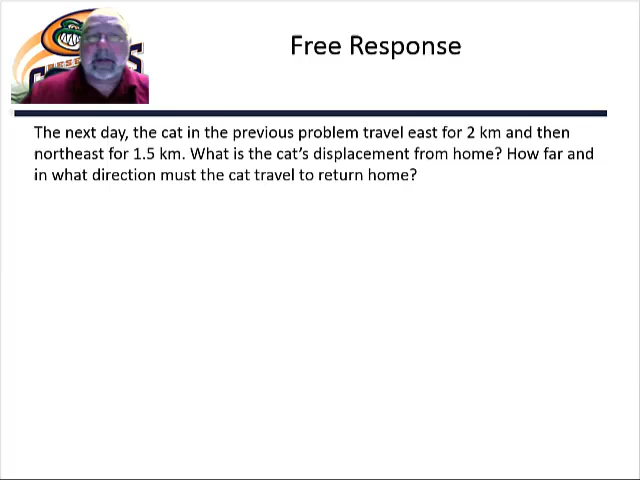 Free Response
The next day, the cat in the previous problem travel east for 2 km and then
northeast for 1.5 km. What is the cat's displacement from home? How far and
in what direction must the cat travel to return home?